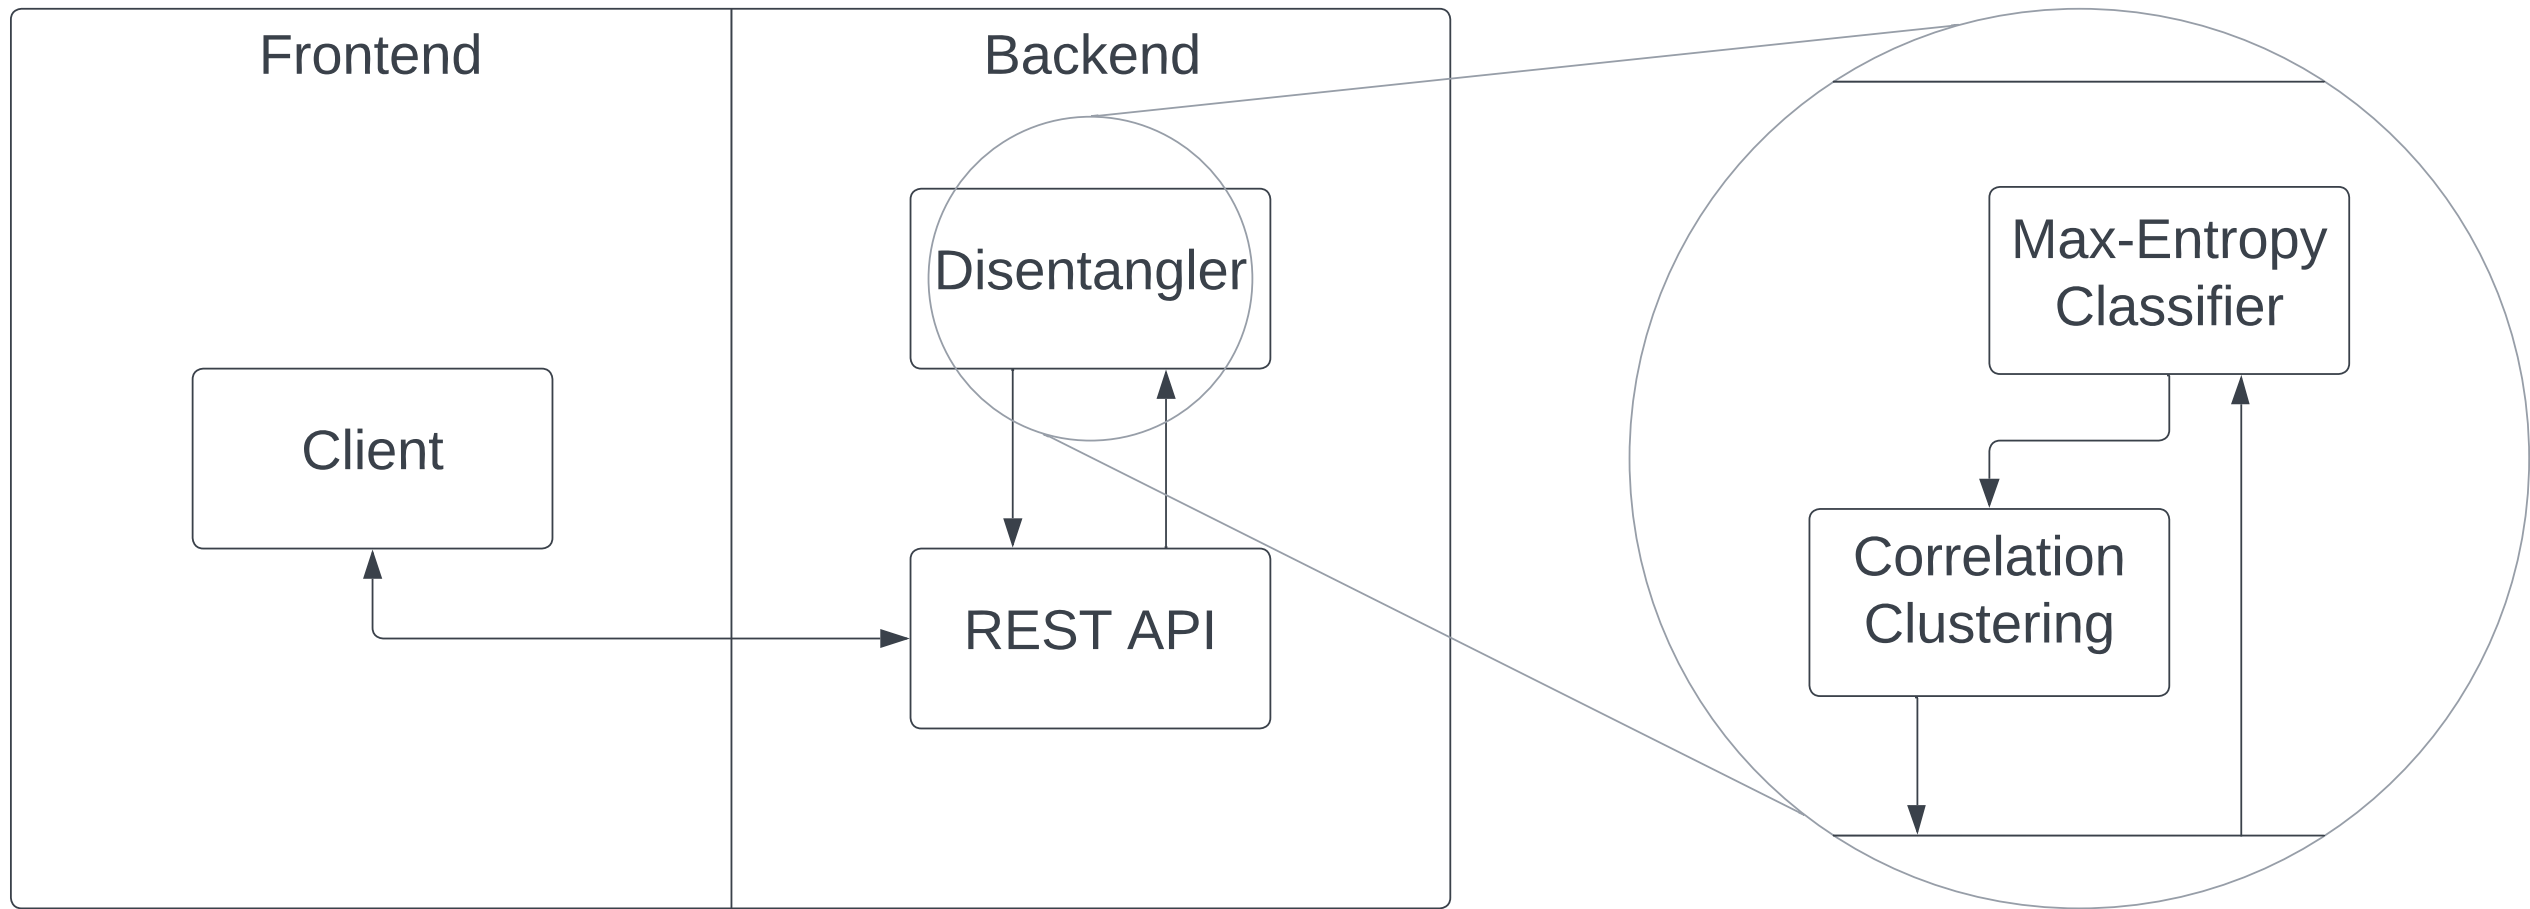 Frontend
Backend
Disentangler
Client
REST API
Max-Entropy
Classifier
Correlation
Clustering